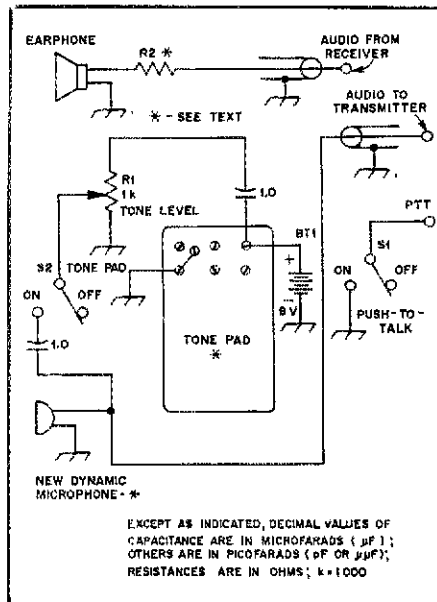 EARPHONE
R2 *
AUDIO FROM
RECEIVER
* - SEE TEXT
AUDIO TO
TRANSMITTER
R1
1 k
TONE LEVEL
1.0
PTT
BT1
+
S1
S2
TONE PAD
ON
OFF
ON
OFF
9 V
PUSH-TO-
TALK
1.0
TONE PAD
*
NEW DYNAMIC
MICROPHONE - *
EXCEPT AS INDICATED, DECIMAL VALUES OF
CAPACITANCE ARE IN MICROFARADS ( µF ) ;
OTHERS ARE IN PICOFARADS ( pF OR µµF);
RESISTANCES ARE IN OHMS; k = 1000